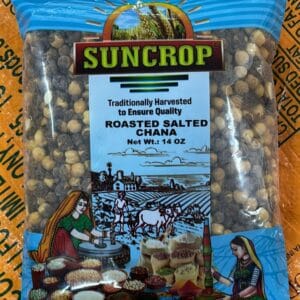 SUNCROP
Traditionally Harvested
to Ensure Quality
ROASTED SALTED
CHANA
Net Wt.: 14 OZ